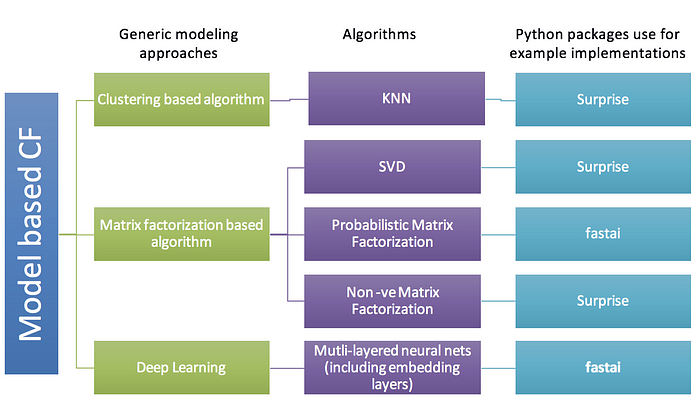 Generic modeling
approaches
Algorithms
Python packages use for
example implementations
Model based CF
Clustering based algorithm
KNN
Surprise
SVD
Surprise
Matrix factorization based
algorithm
Probabilistic Matrix
Factorization
fastai
Non -ve Matrix
Factorization
Surprise
Deep Learning
Mutli-layered neural nets
(including embedding
layers)
fastai